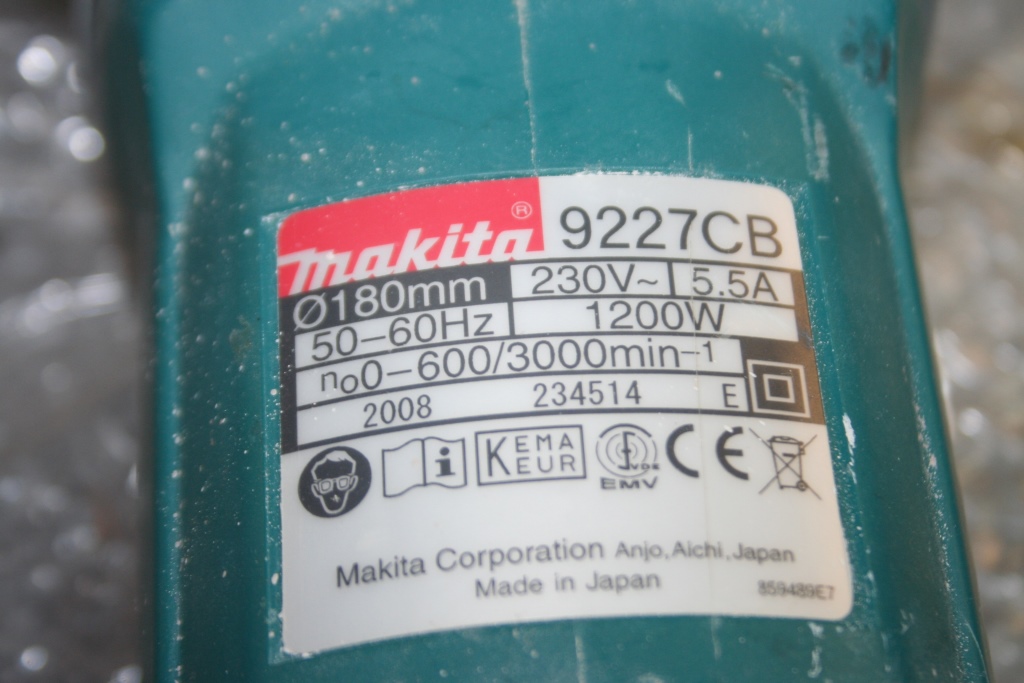 makita® 9227CB
Ø180mm 230V~ 5.5A
50-60Hz 1200W
n₀0-600/3000min⁻¹
2008 234514 E
i KEMA EUR VDE EMV CE
Makita Corporation Anjo, Aichi, Japan
Made in Japan 859489E7